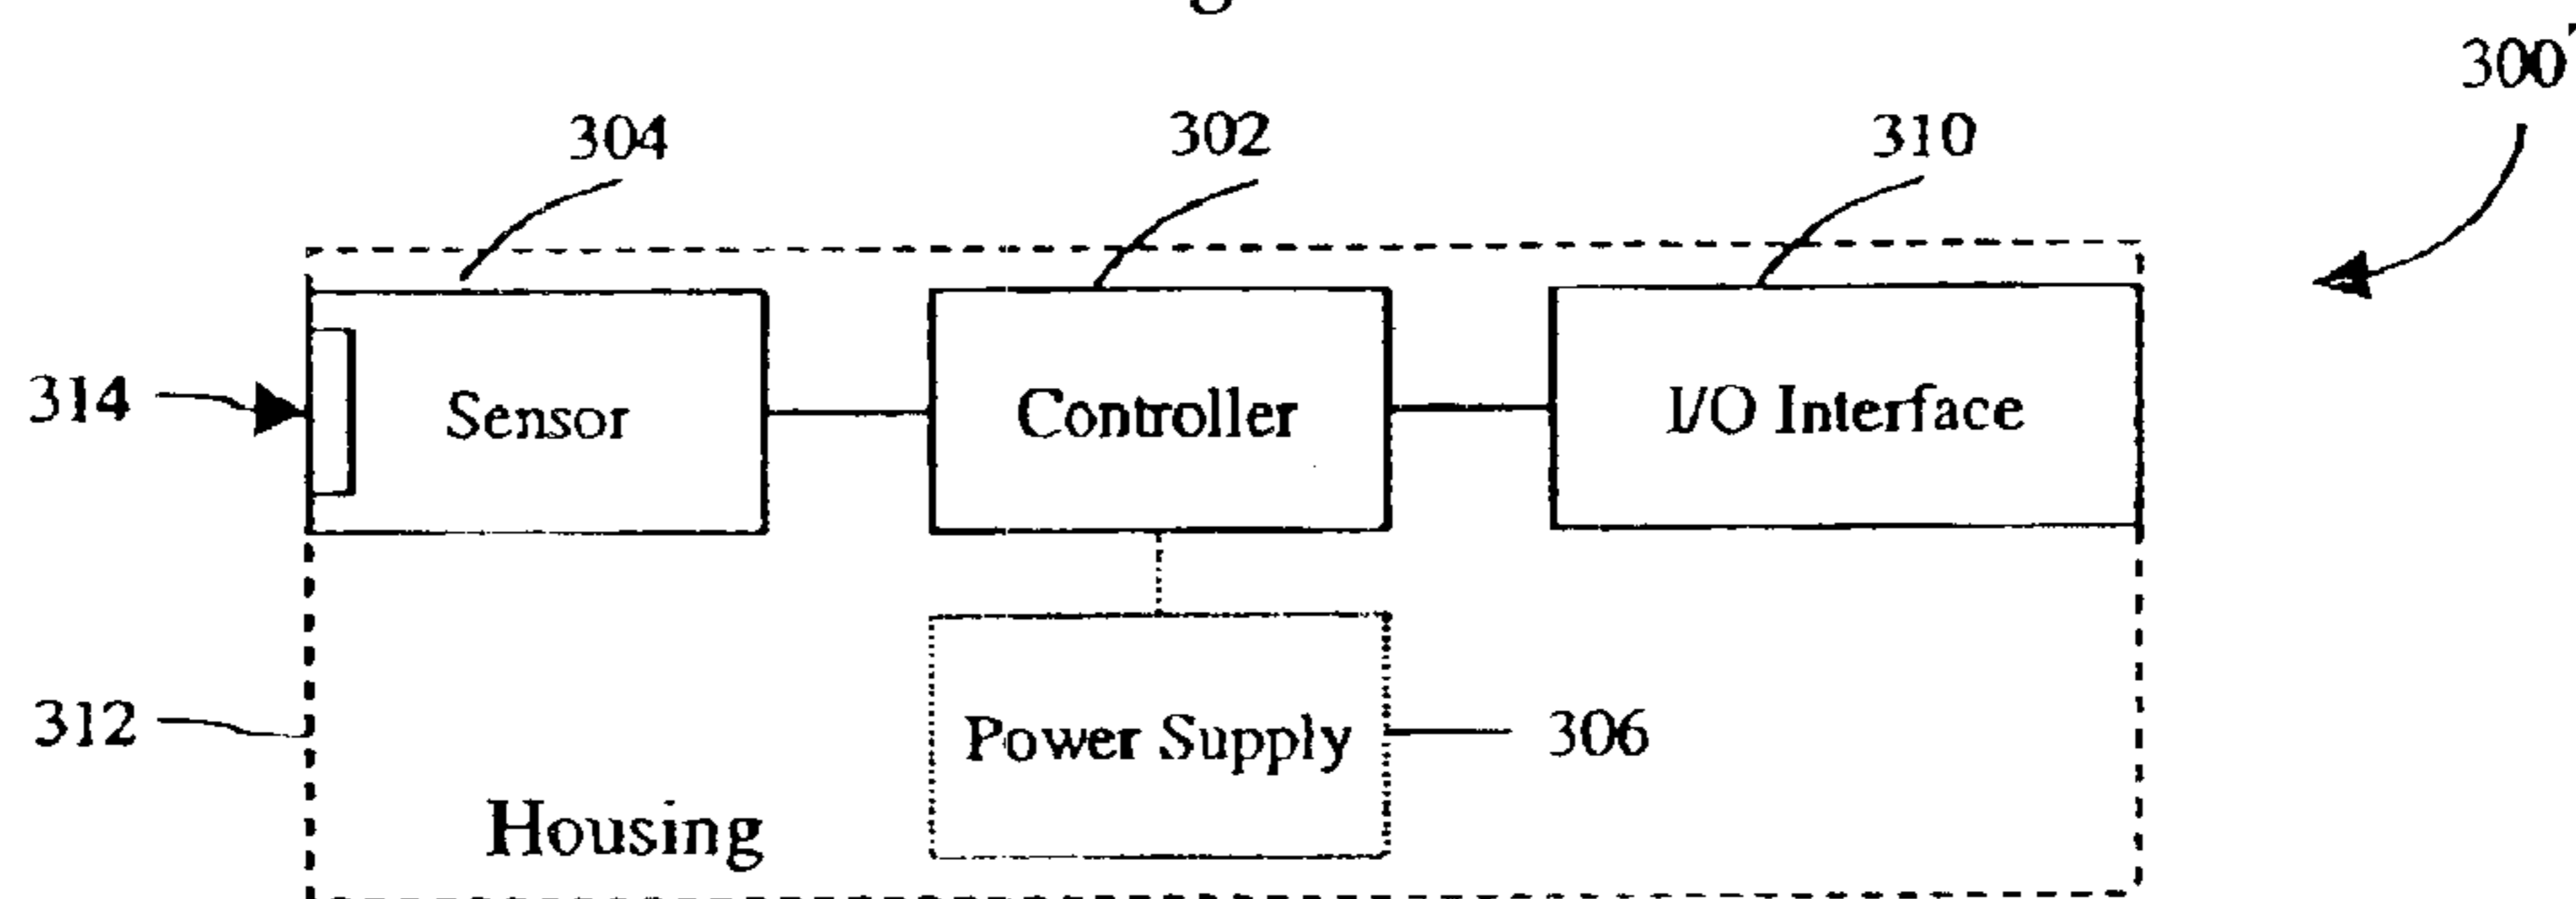 300'
304
302
310
314
Sensor
Controller
I/O Interface
312
Power Supply
306
Housing